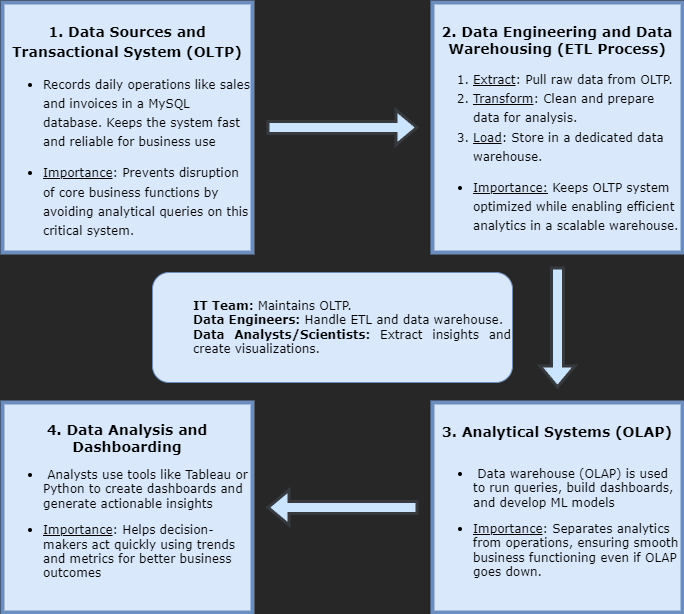 1. Data Sources and
Transactional System (OLTP)
• Records daily operations like sales
and invoices in a MySQL
database. Keeps the system fast
and reliable for business use
• Importance: Prevents disruption
of core business functions by
avoiding analytical queries on this
critical system.
2. Data Engineering and Data
Warehousing (ETL Process)
1. Extract: Pull raw data from OLTP.
2. Transform: Clean and prepare
data for analysis.
3. Load: Store in a dedicated data
warehouse.
• Importance: Keeps OLTP system
optimized while enabling efficient
analytics in a scalable warehouse.
IT Team: Maintains OLTP.
Data Engineers: Handle ETL and data warehouse.
Data Analysts/Scientists: Extract insights and
create visualizations.
3. Analytical Systems (OLAP)
• Data warehouse (OLAP) is used
to run queries, build dashboards,
and develop ML models
• Importance: Separates analytics
from operations, ensuring smooth
business functioning even if OLAP
goes down.
4. Data Analysis and
Dashboarding
• Analysts use tools like Tableau or
Python to create dashboards and
generate actionable insights
• Importance: Helps decision-
makers act quickly using trends
and metrics for better business
outcomes